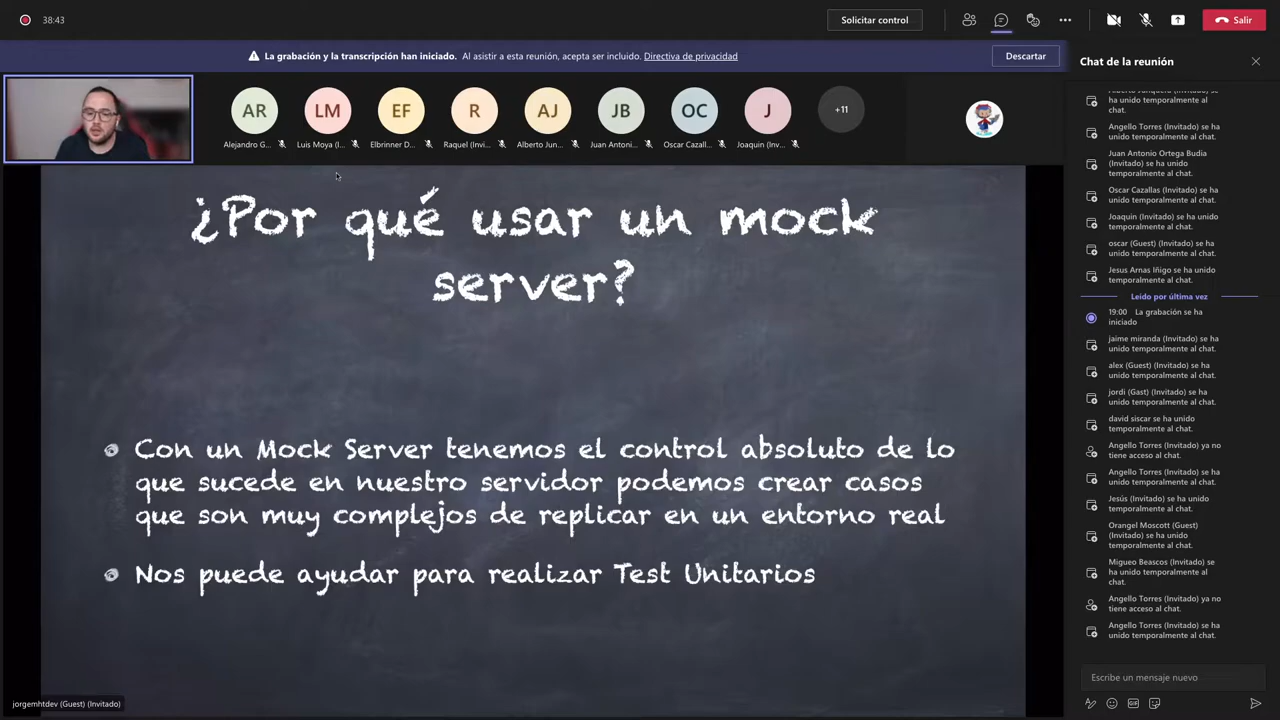 38:43
Solicitar control
Salir
La grabación y la transcripción han iniciado. Al asistir a esta reunión, acepta ser incluido. Directiva de privacidad
Descartar
AR
LM
EF
R
AJ
JB
OC
J
+11
Alejandro G...
Luis Moya (I...
Elbrinner D...
Raquel (Invi...
Alberto Jun...
Juan Antoni...
Oscar Cazall...
Joaquin (Inv...
¿Por qué usar un mock
server?
Con un Mock Server tenemos el control absoluto de lo
que sucede en nuestro servidor podemos crear casos
que son muy complejos de replicar en un entorno real
Nos puede ayudar para realizar Test Unitarios
jorgemhtdev (Guest) (Invitado)
Chat de la reunión
Alberto Junquera (Invitado) se
ha unido temporalmente al
chat.
Angello Torres (Invitado) se ha
unido temporalmente al chat.
Juan Antonio Ortega Budia
(Invitado) se ha unido
temporalmente al chat.
Oscar Cazallas (Invitado) se ha
unido temporalmente al chat.
Joaquin (Invitado) se ha unido
temporalmente al chat.
oscar (Guest) (Invitado) se ha
unido temporalmente al chat.
Jesus Arnas Iñigo se ha unido
temporalmente al chat.
Leído por última vez
19:00 La grabación se ha
iniciado
jaime miranda (Invitado) se ha
unido temporalmente al chat.
alex (Guest) (Invitado) se ha
unido temporalmente al chat.
jordi (Gast) (Invitado) se ha
unido temporalmente al chat.
david siscar se ha unido
temporalmente al chat.
Angello Torres (Invitado) ya no
tiene acceso al chat.
Angello Torres (Invitado) se ha
unido temporalmente al chat.
Jesús (Invitado) se ha unido
temporalmente al chat.
Orangel Moscott (Guest)
(Invitado) se ha unido
temporalmente al chat.
Migueo Beascos (Invitado) se
ha unido temporalmente al
chat.
Angello Torres (Invitado) ya no
tiene acceso al chat.
Angello Torres (Invitado) se ha
unido temporalmente al chat.
Escribe un mensaje nuevo